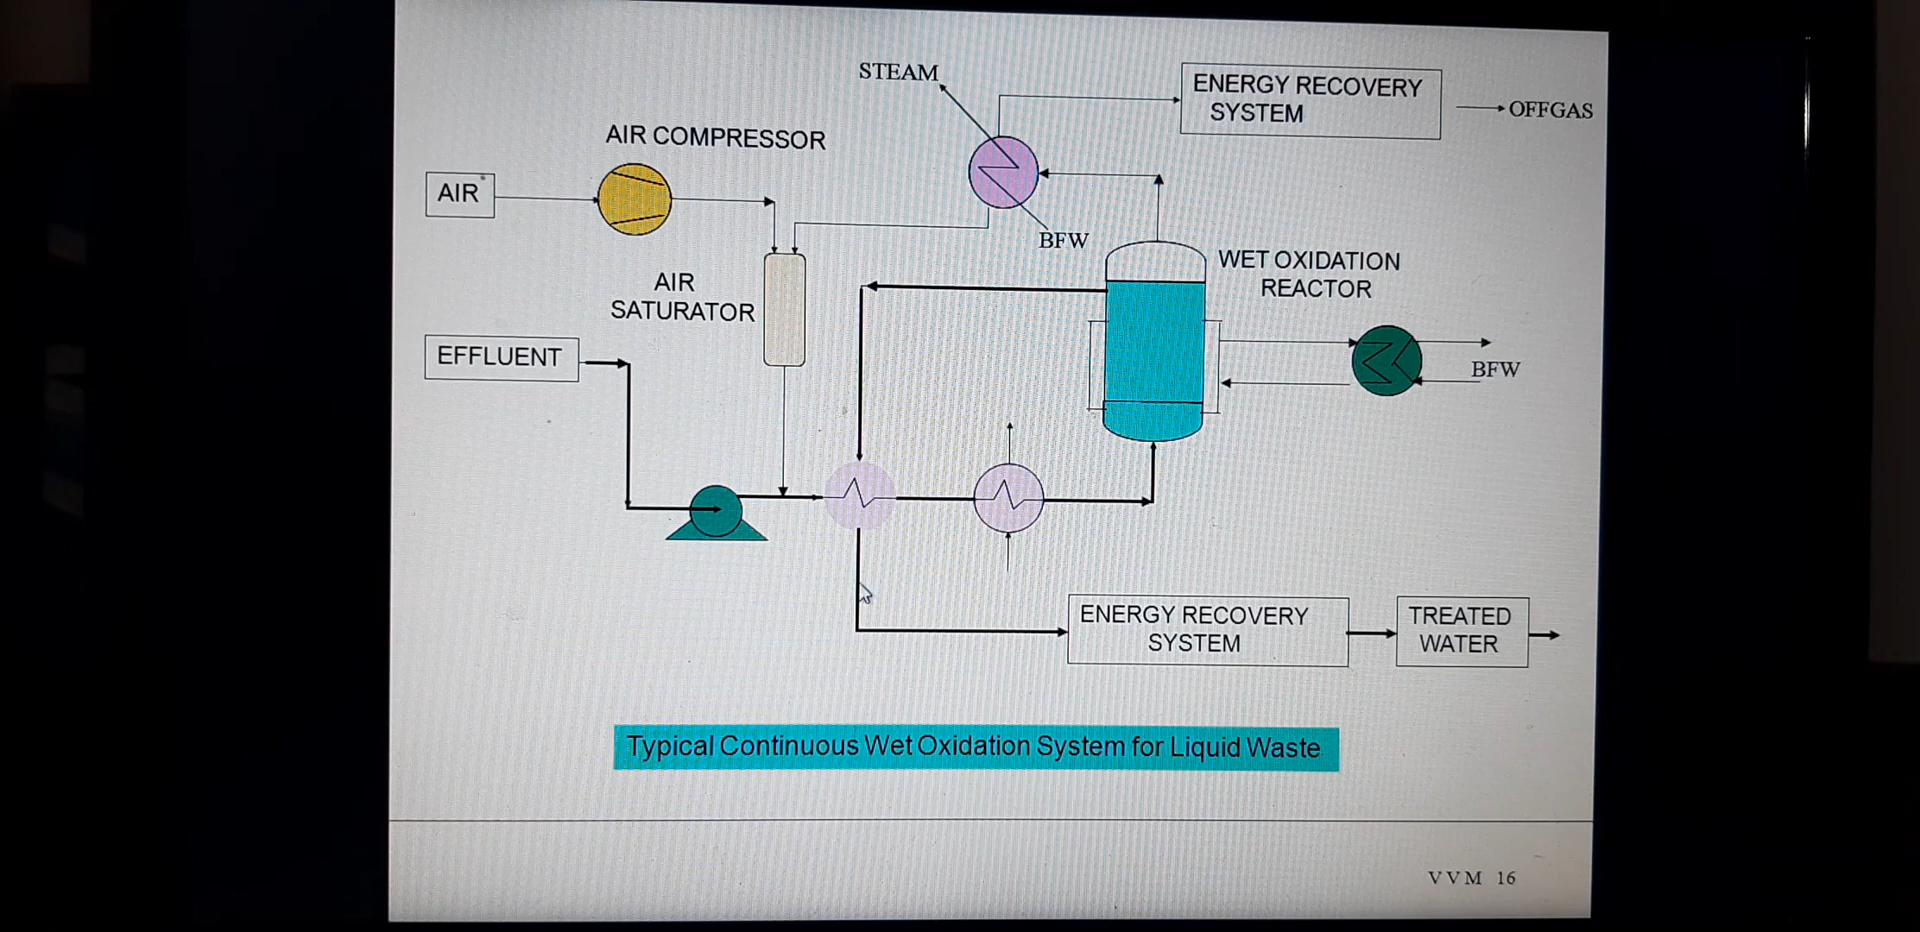 STEAM
ENERGY RECOVERY
SYSTEM
OFFGAS
AIR COMPRESSOR
AIR
BFW
WET OXIDATION
REACTOR
AIR
SATURATOR
EFFLUENT
BFW
ENERGY RECOVERY
SYSTEM
TREATED
WATER
Typical Continuous Wet Oxidation System for Liquid Waste
VVM 16